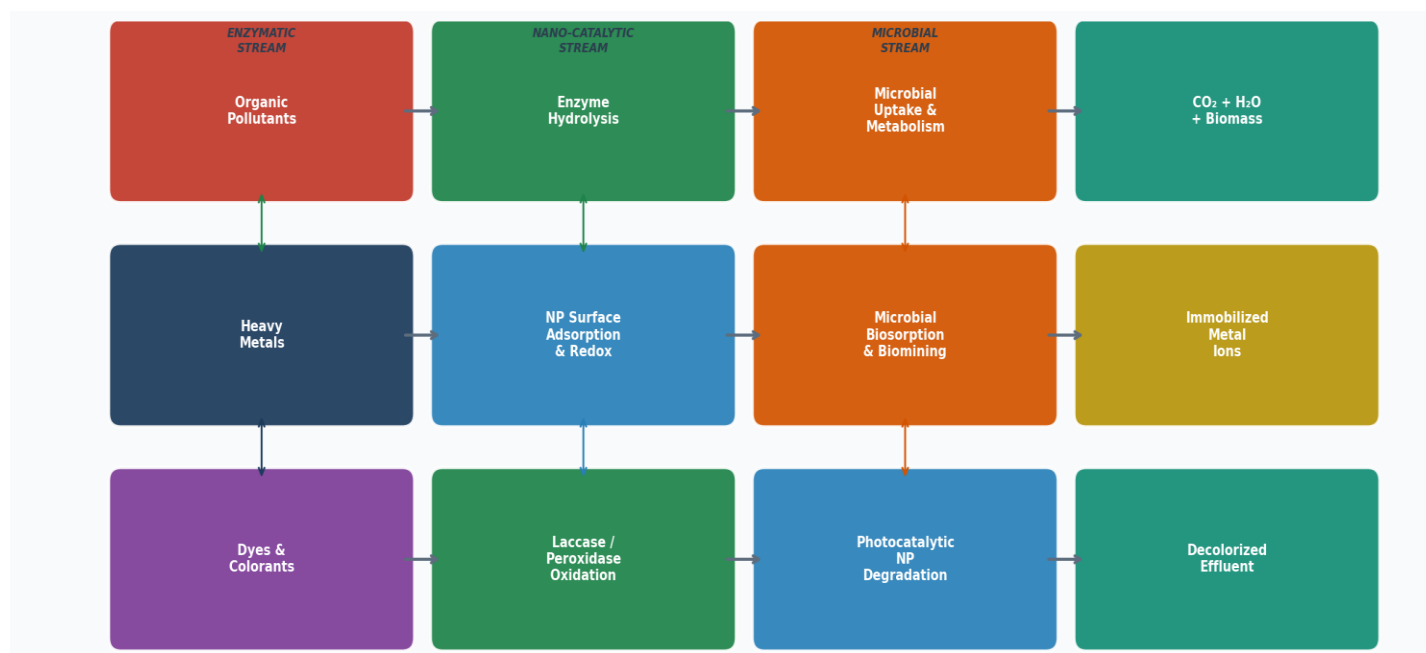 ENZYMATIC
STREAM
NANO-CATALYTIC
STREAM
MICROBIAL
STREAM
Organic
Pollutants
Enzyme
Hydrolysis
Microbial
Uptake &
Metabolism
CO₂ + H₂O
+ Biomass
Heavy
Metals
NP Surface
Adsorption
& Redox
Microbial
Biosorption
& Biomining
Immobilized
Metal
Ions
Dyes &
Colorants
Laccase /
Peroxidase
Oxidation
Photocatalytic
NP
Degradation
Decolorized
Effluent